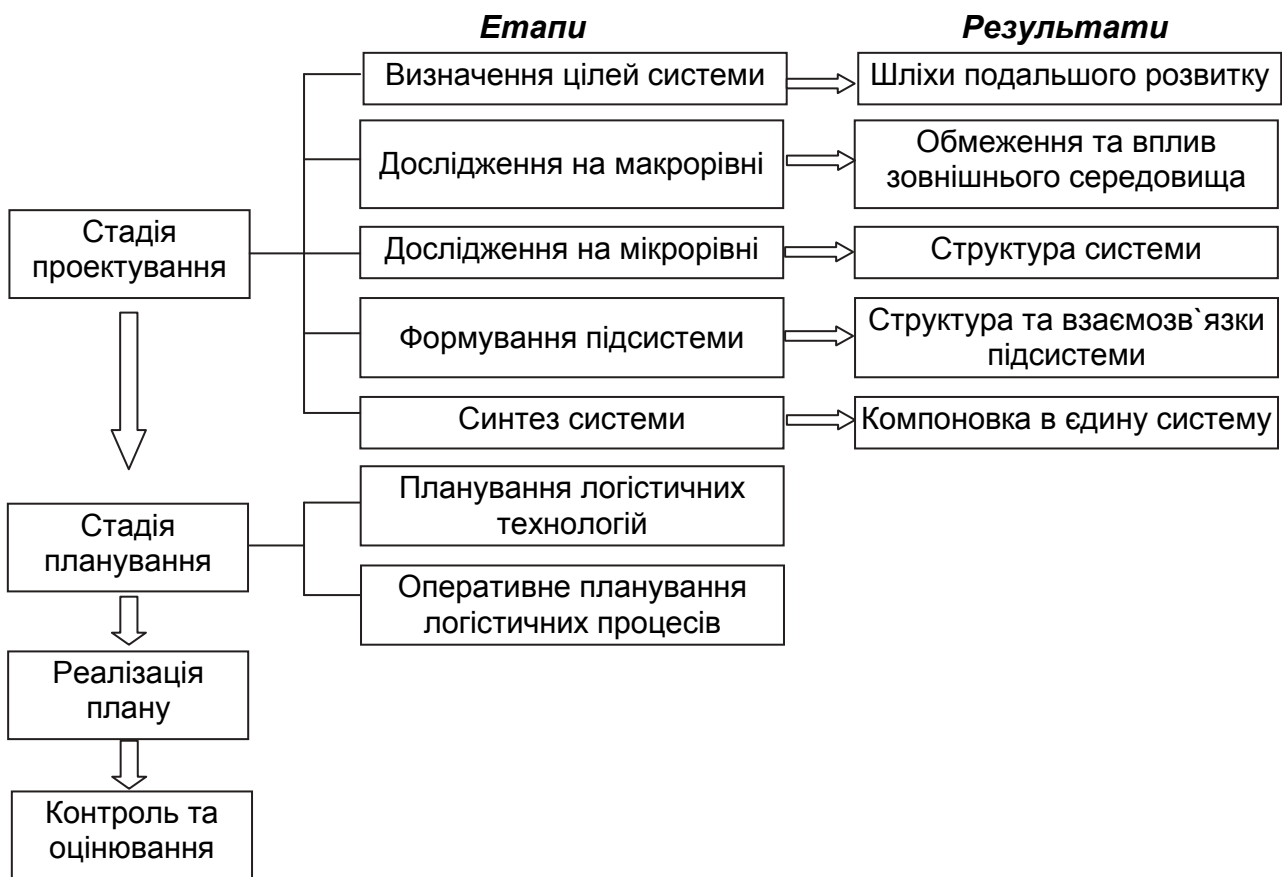 Етапи
Результати
Визначення цілей системи
Шліхи подальшого розвитку
Дослідження на макрорівні
Обмеження та вплив
зовнішнього середовища
Стадія
проектування
Дослідження на мікрорівні
Структура системи
Формування підсистеми
Структура та взаємозв`язки
підсистеми
Синтез системи
Компоновка в єдину систему
Стадія
планування
Планування логістичних
технологій
Оперативне планування
логістичних процесів
Реалізація
плану
Контроль та
оцінювання